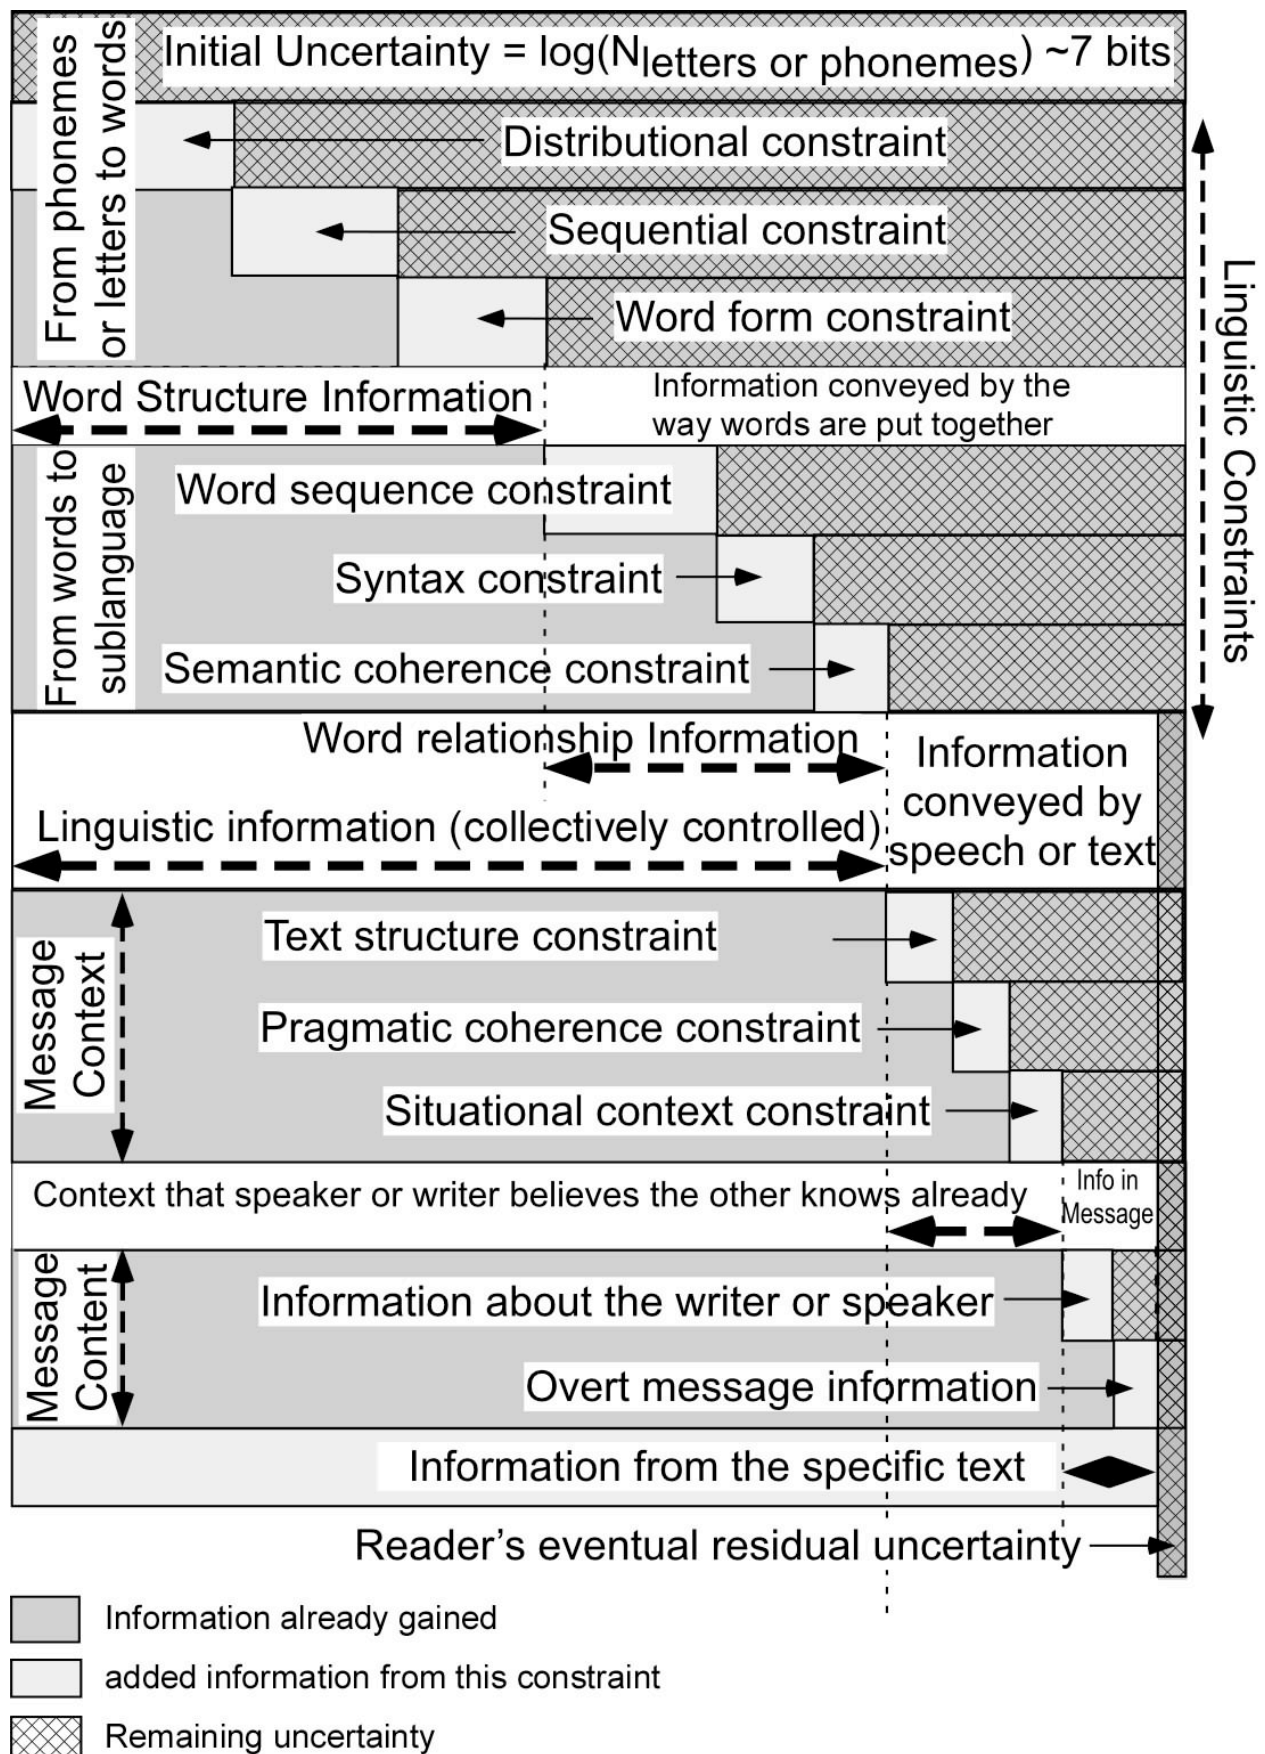 Initial Uncertainty = log(Nletters or phonemes) ~7 bits
From phonemes
or letters to words
Distributional constraint
Sequential constraint
Word form constraint
Linguistic Constraints
Word Structure Information
Information conveyed by the
way words are put together
From words to
sublanguage
Word sequence constraint
Syntax constraint
Semantic coherence constraint
Word relationship Information
Linguistic information (collectively controlled)
Information
conveyed by
speech or text
Message
Context
Text structure constraint
Pragmatic coherence constraint
Situational context constraint
Context that speaker or writer believes the other knows already
Info in
Message
Message
Content
Information about the writer or speaker
Overt message information
Information from the specific text
Reader’s eventual residual uncertainty
Information already gained
added information from this constraint
Remaining uncertainty